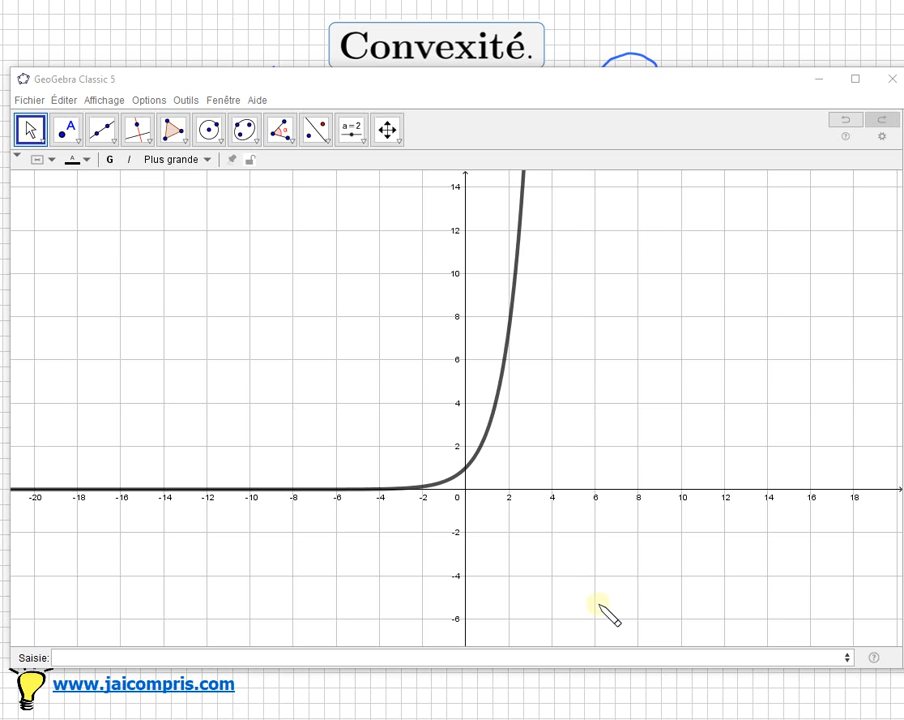 Convexité.
GeoGebra Classic 5
Fichier Éditer Affichage Options Outils Fenêtre Aide
A a=2
A G I Plus grande
14
12
10
8
6
4
2
-20 -18 -16 -14 -12 -10 -8 -6 -4 -2 0 2 4 6 8 10 12 14 16 18
-2
-4
-6
Saisie:
www.jaicompris.com